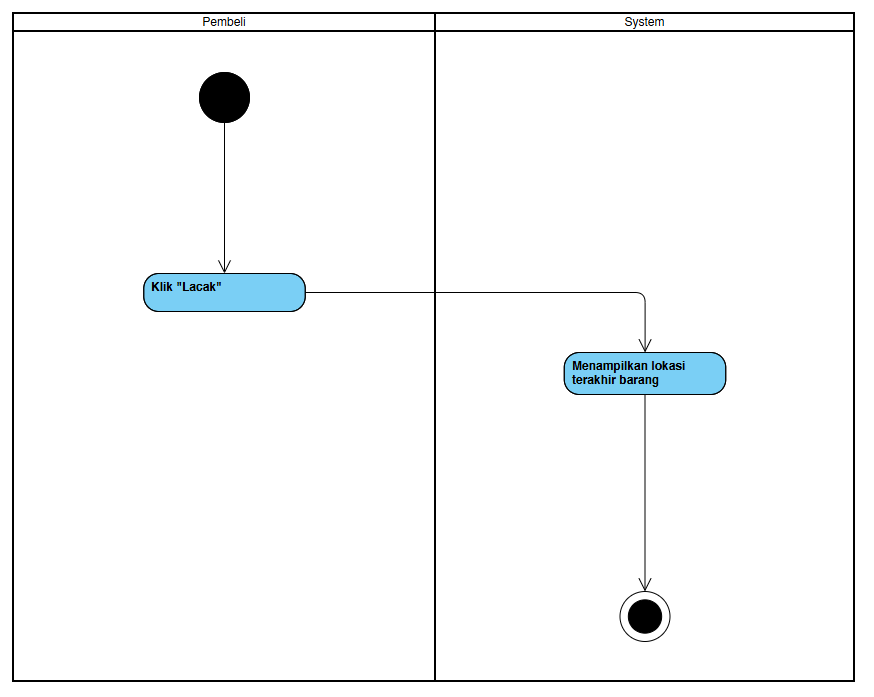 Pembeli
System
Klik "Lacak"
Menampilkan lokasi
terakhir barang